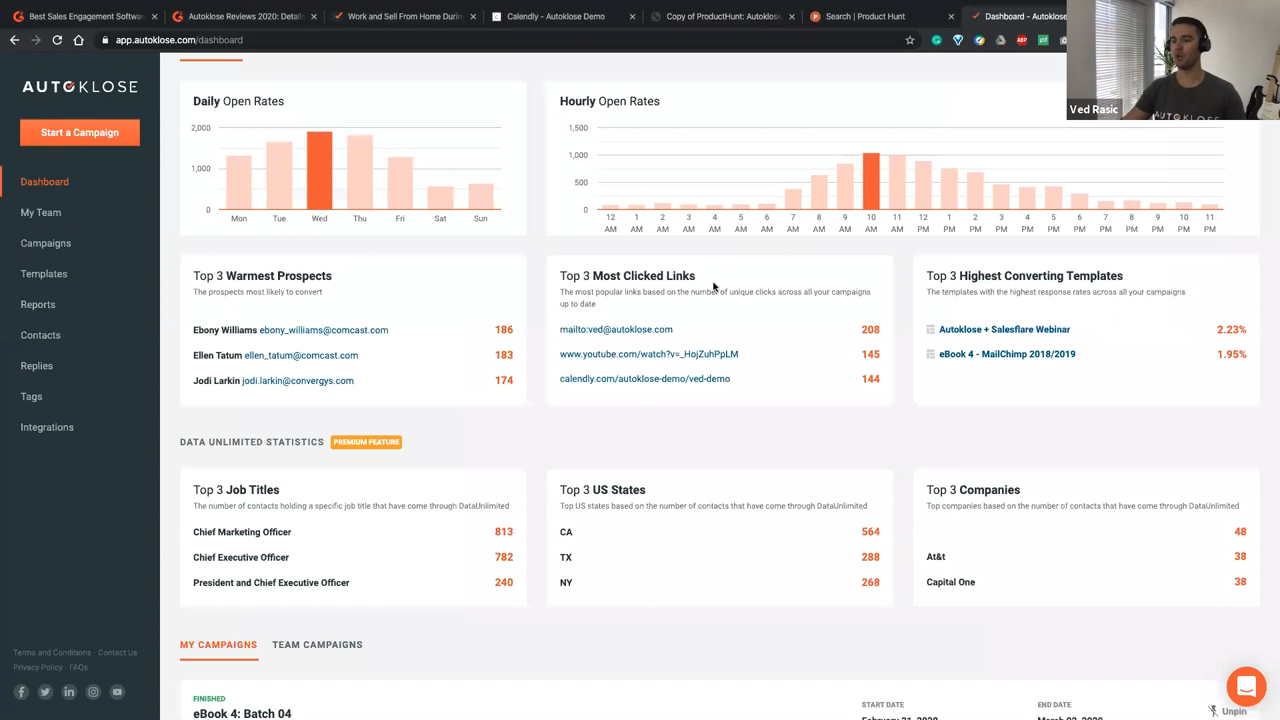 Best Sales Engagement Softw
Autoklose Reviews 2020: Detail
Work and Sell From Home Durin
Calendly - Autoklose Demo
Copy of ProductHunt: Autoklos
Search | Product Hunt
Dashboard - Autoklose
app.autoklose.com/dashboard
ABP
Ved Rasic
AUTOKLOSE
AUTOKLOSE
Start a Campaign
Dashboard
My Team
Campaigns
Templates
Reports
Contacts
Replies
Tags
Integrations
Terms and Conditions · Contact Us
Privacy Policy · FAQs
Daily Open Rates
2,000
1,000
0
Mon Tue Wed Thu Fri Sat Sun
Hourly Open Rates
1,500
1,000
500
0
12 1 2 3 4 5 6 7 8 9 10 11 12 1 2 3 4 5 6 7 8 9 10 11
AM AM AM AM AM AM AM AM AM AM AM AM PM PM PM PM PM PM PM PM PM PM PM PM
Top 3 Warmest Prospects
The prospects most likely to convert
Ebony Williams ebony_williams@comcast.com 186
Ellen Tatum ellen_tatum@comcast.com 183
Jodi Larkin jodi.larkin@convergys.com 174
Top 3 Most Clicked Links
The most popular links based on the number of unique clicks across all your campaigns
up to date
mailto:ved@autoklose.com 208
www.youtube.com/watch?v=_HojZuhPpLM 145
calendly.com/autoklose-demo/ved-demo 144
Top 3 Highest Converting Templates
The templates with the highest response rates across all your campaigns
Autoklose + Salesflare Webinar 2.23%
eBook 4 - MailChimp 2018/2019 1.95%
DATA UNLIMITED STATISTICS PREMIUM FEATURE
Top 3 Job Titles
The number of contacts holding a specific job title that have come through DataUnlimited
Chief Marketing Officer 813
Chief Executive Officer 782
President and Chief Executive Officer 240
Top 3 US States
Top US states based on the number of contacts that have come through DataUnlimited
CA 564
TX 288
NY 268
Top 3 Companies
Top companies based on the number of contacts that have come through DataUnlimited
48
At&t 38
Capital One 38
MY CAMPAIGNS TEAM CAMPAIGNS
FINISHED
eBook 4: Batch 04
START DATE
END DATE
Unpin